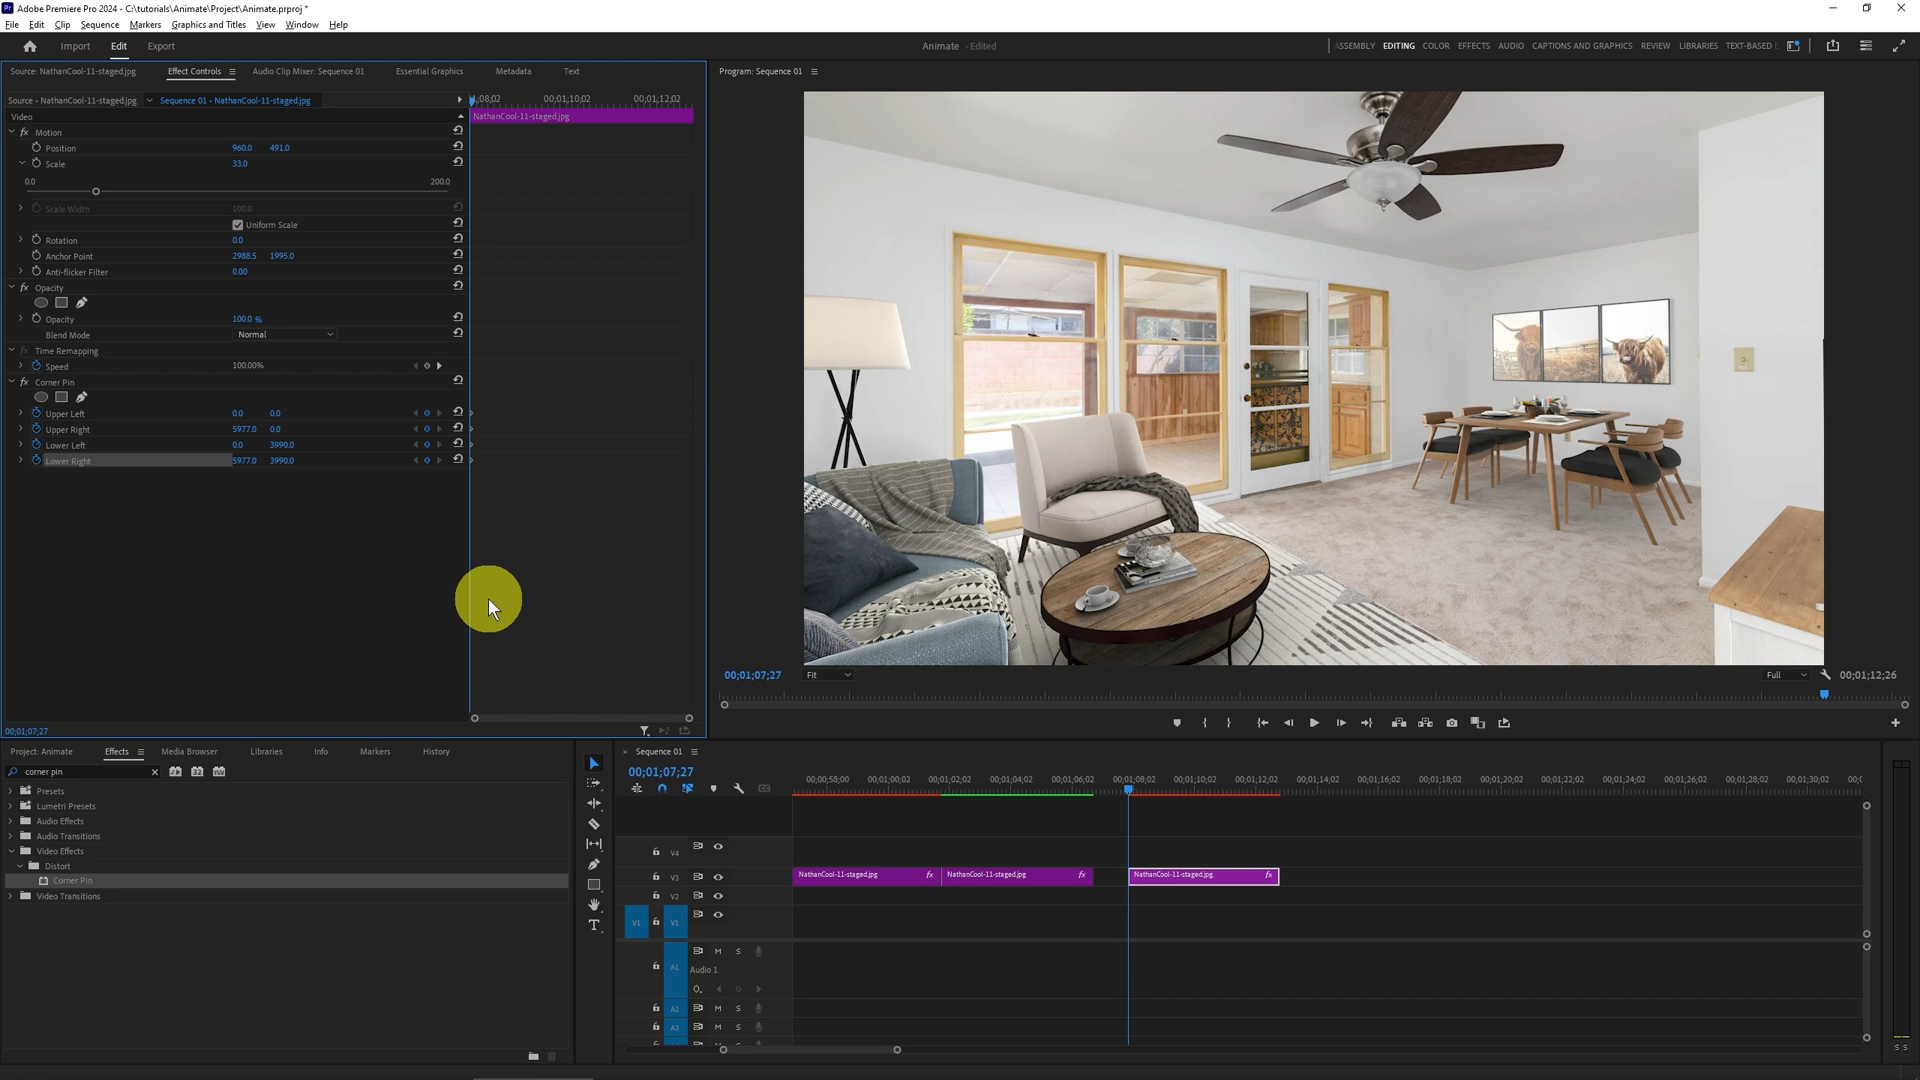 Adobe Premiere Pro 2024 - C:\tutorials\Animate\Project\Animate.prproj *
File Edit Clip Sequence Markers Graphics and Titles View Window Help
Import Edit Export
Animate - Edited
ASSEMBLY EDITING COLOR EFFECTS AUDIO CAPTIONS AND GRAPHICS REVIEW LIBRARIES TEXT-BASED
Source: NathanCool-11-staged.jpg Effect Controls Audio Clip Mixer: Sequence 01 Essential Graphics Metadata Text
Source • NathanCool-11-staged.jpg Sequence 01 • NathanCool-11-staged.jpg
00;01;10;02 00;01;12;02
Video
NathanCool-11-staged.jpg
fx Motion
Position 960.0 491.0
Scale 33.0
0.0 200.0
Scale Width 100.0
Uniform Scale
Rotation 0.0
Anchor Point 2988.5 1995.0
Anti-flicker Filter 0.00
fx Opacity
Opacity 100.0 %
Blend Mode Normal
fx Time Remapping
Speed 100.00%
fx Corner Pin
Upper Left 0.0 0.0
Upper Right 5977.0 0.0
Lower Left 0.0 3990.0
Lower Right 5977.0 3990.0
00;01;07;27
Program: Sequence 01
00;01;07;27 Fit Full 00;01;12;26
Project: Animate Effects Media Browser Libraries Info Markers History
corner pin
Presets
Lumetri Presets
Audio Effects
Audio Transitions
Video Effects
Distort
Corner Pin
Video Transitions
Sequence 01
00;01;07;27
00;00;58;00 00;01;00;02 00;01;02;02 00;01;04;02 00;01;06;02 00;01;08;02 00;01;10;02 00;01;12;02 00;01;14;02 00;01;16;02 00;01;18;02 00;01;20;02 00;01;22;02 00;01;24;02 00;01;26;02 00;01;28;02 00;01;30;02
V4
V3
NathanCool-11-staged.jpg fx NathanCool-11-staged.jpg fx NathanCool-11-staged.jpg fx
V2
V1 V1
A1 M S
Audio 1
A2 M S
A3 M S
S S